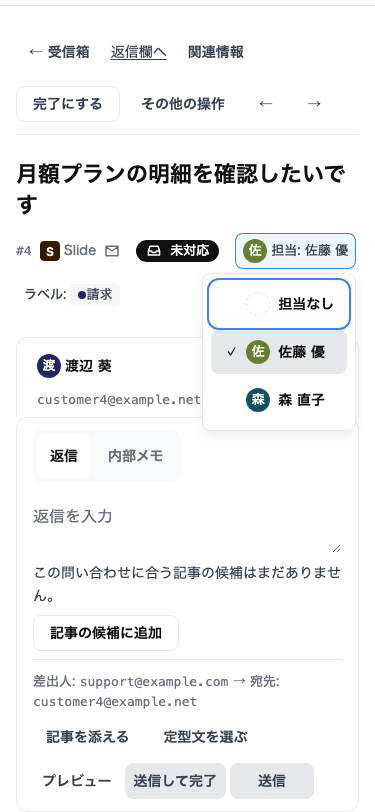 ← 受信箱 返信欄へ 関連情報
完了にする その他の操作 ← →
月額プランの明細を確認したいで
す
#4 S Slide 未対応 佐 担当: 佐藤 優
ラベル: 請求
担当なし
✓ 佐 佐藤 優
森 森 直子
渡 渡辺 葵
customer4@example.net
返信 内部メモ
返信を入力
この問い合わせに合う記事の候補はまだありませ
ん。
記事の候補に追加
差出人: support@example.com → 宛先:
customer4@example.net
記事を添える 定型文を選ぶ
プレビュー 送信して完了 送信